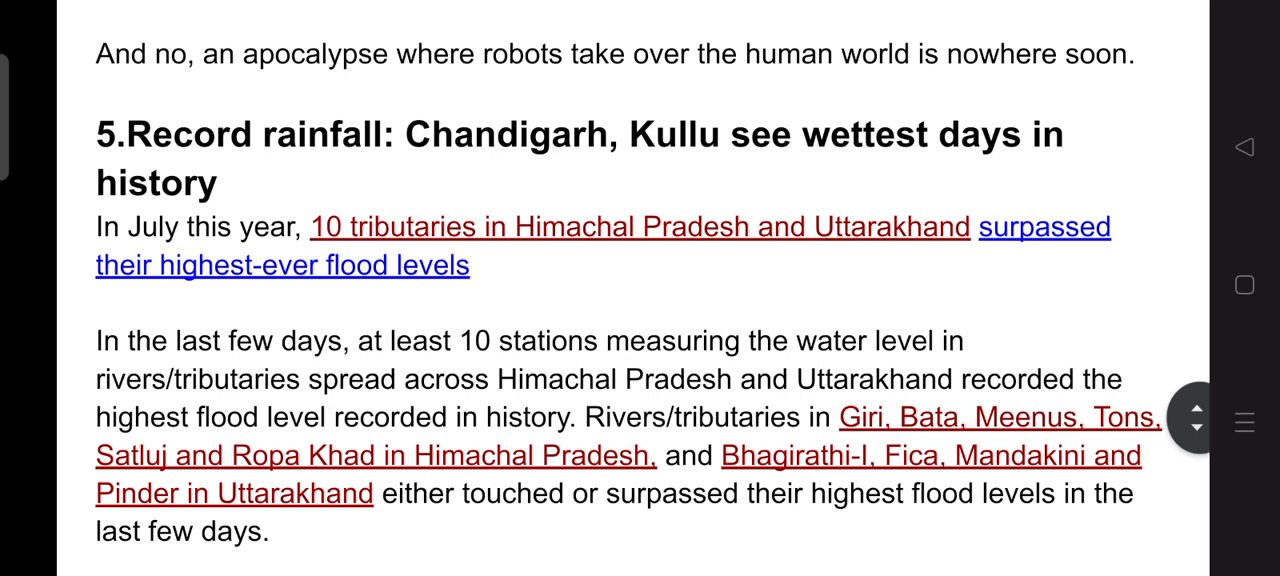 And no, an apocalypse where robots take over the human world is nowhere soon.
5.Record rainfall: Chandigarh, Kullu see wettest days in
history
In July this year, 10 tributaries in Himachal Pradesh and Uttarakhand surpassed
their highest-ever flood levels
In the last few days, at least 10 stations measuring the water level in
rivers/tributaries spread across Himachal Pradesh and Uttarakhand recorded the
highest flood level recorded in history. Rivers/tributaries in Giri, Bata, Meenus, Tons,
Satluj and Ropa Khad in Himachal Pradesh, and Bhagirathi-I, Fica, Mandakini and
Pinder in Uttarakhand either touched or surpassed their highest flood levels in the
last few days.